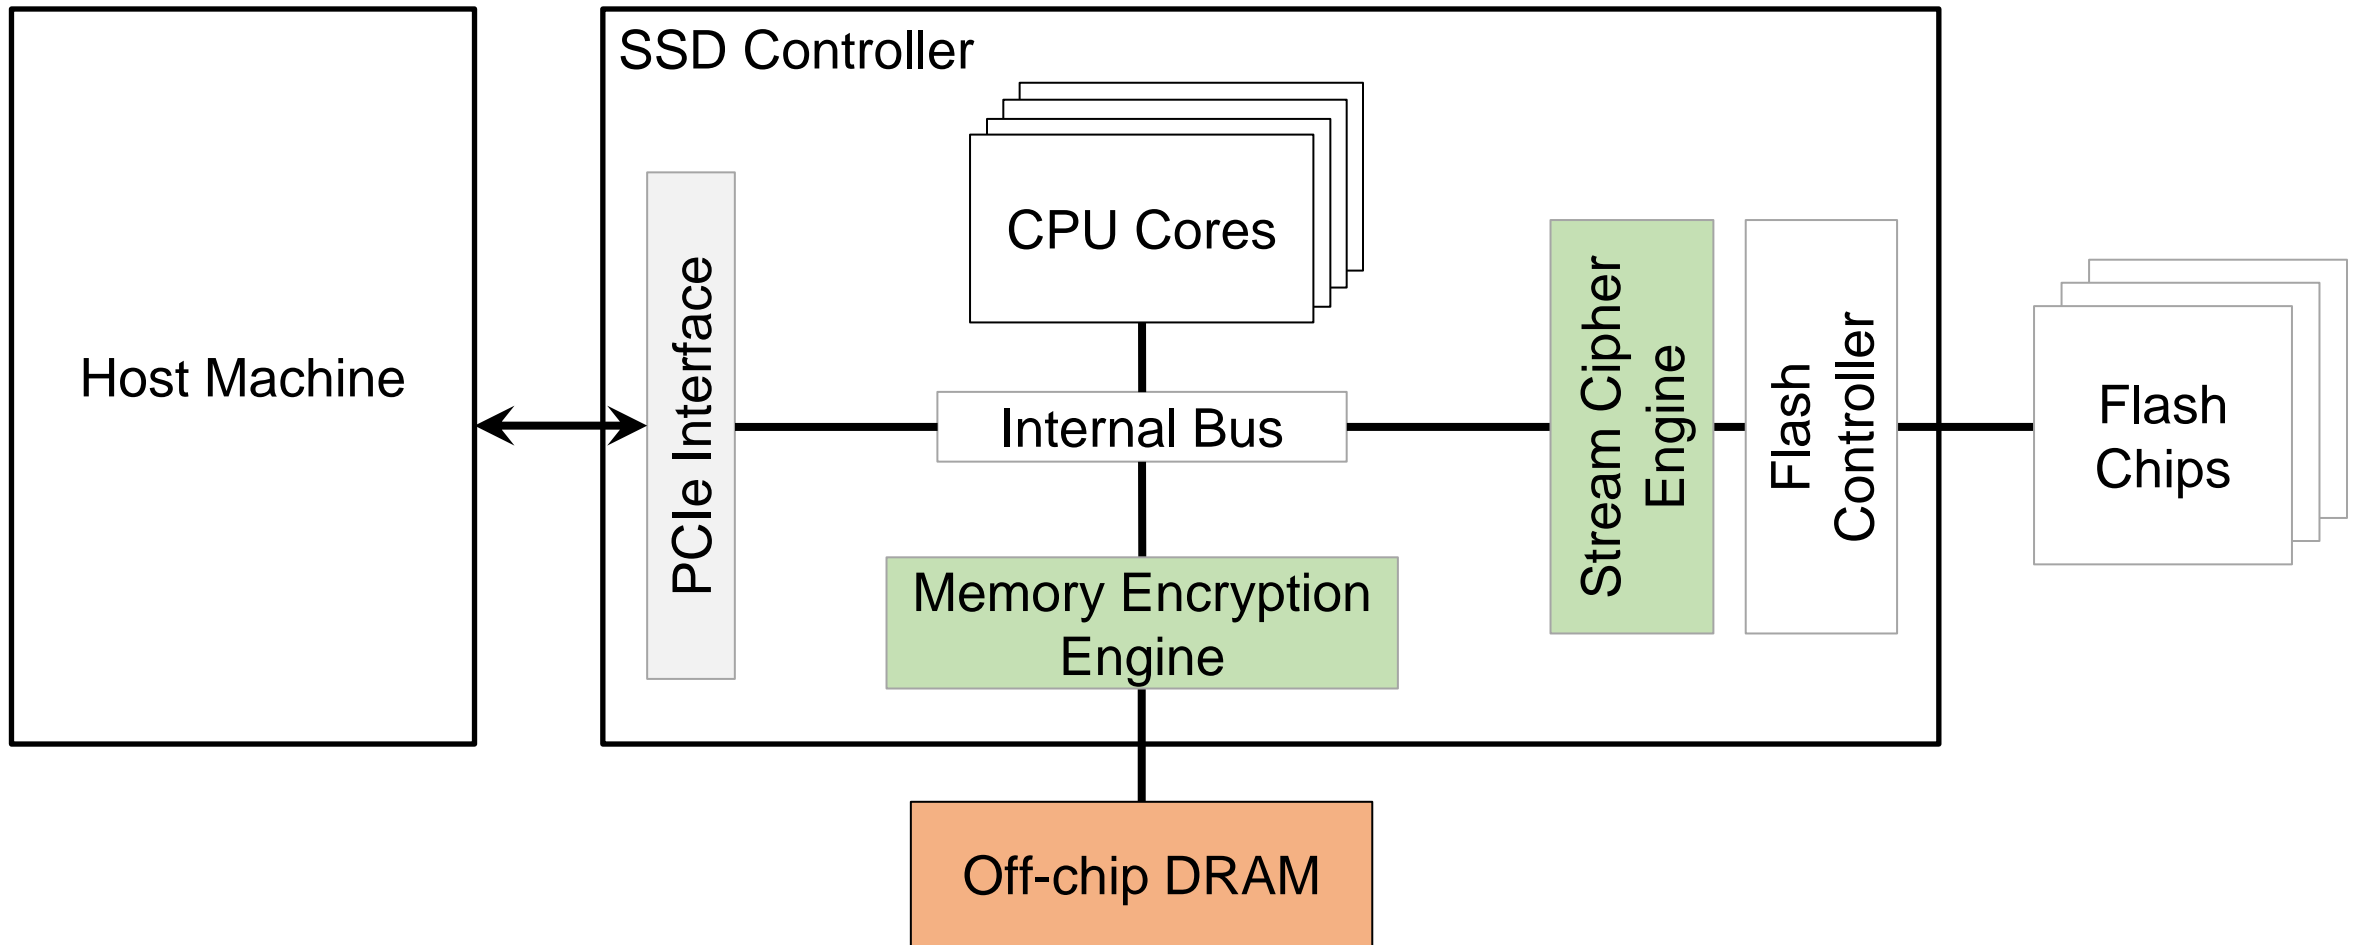 SSD Controller
Host Machine
PCIe Interface
CPU Cores
Internal Bus
Memory Encryption
Engine
Stream Cipher
Engine
Flash
Controller
Flash
Chips
Off-chip DRAM